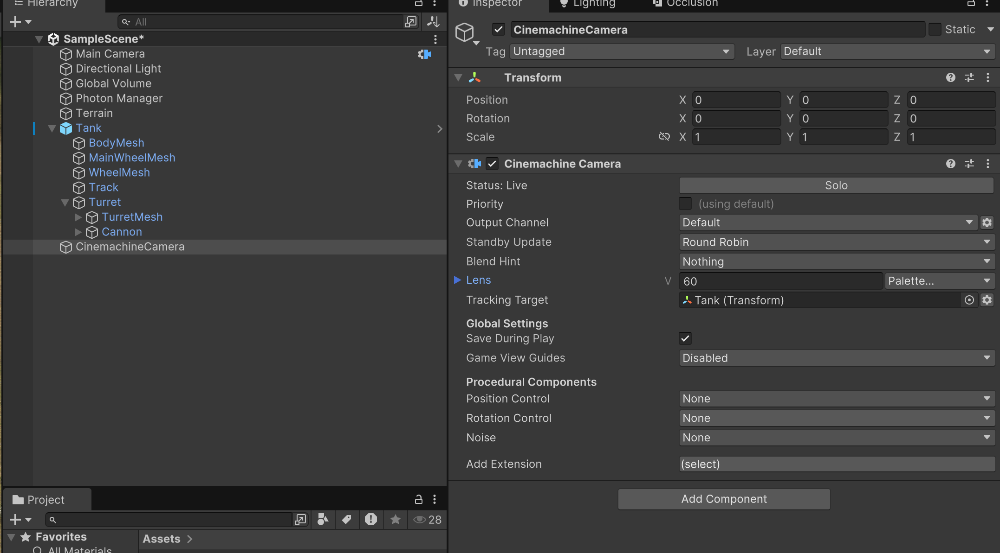 Hierarchy
All
SampleScene*
Main Camera
Directional Light
Global Volume
Photon Manager
Terrain
Tank
BodyMesh
MainWheelMesh
WheelMesh
Track
Turret
TurretMesh
Cannon
CinemachineCamera
Project
28
Favorites
All Materials
Assets
Inspector
Lighting
Occlusion
CinemachineCamera
Static
Tag Untagged Layer Default
Transform
Position X 0 Y 0 Z 0
Rotation X 0 Y 0 Z 0
Scale X 1 Y 1 Z 1
Cinemachine Camera
Status: Live Solo
Priority (using default)
Output Channel Default
Standby Update Round Robin
Blend Hint Nothing
Lens V 60 Palette...
Tracking Target Tank (Transform)
Global Settings
Save During Play
Game View Guides Disabled
Procedural Components
Position Control None
Rotation Control None
Noise None
Add Extension (select)
Add Component